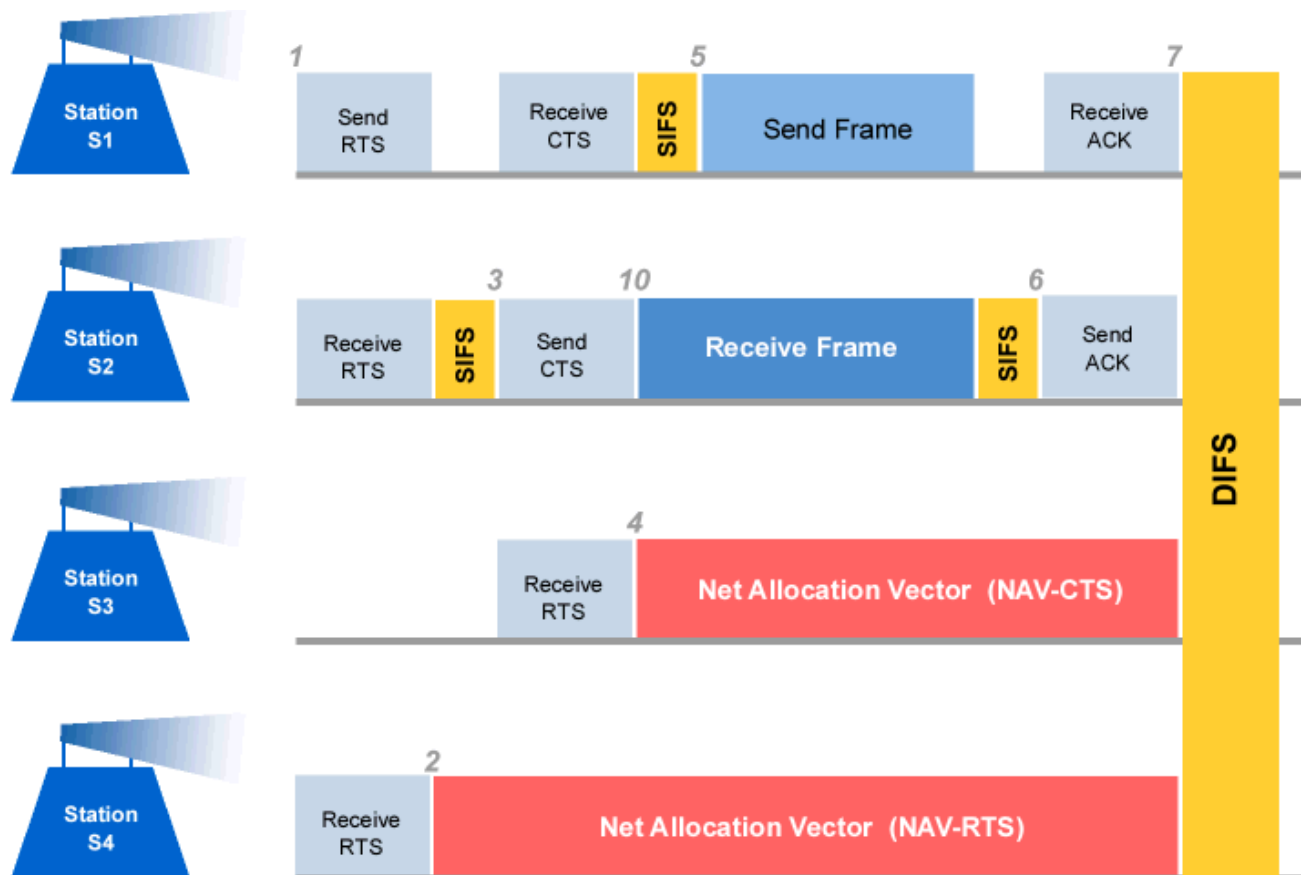 1
5
7
Station
S1
Send
RTS
Receive
CTS
SIFS
Send Frame
Receive
ACK
3
10
6
Station
S2
Receive
RTS
SIFS
Send
CTS
Receive Frame
SIFS
Send
ACK
DIFS
4
Station
S3
Receive
RTS
Net Allocation Vector (NAV-CTS)
2
Station
S4
Receive
RTS
Net Allocation Vector (NAV-RTS)